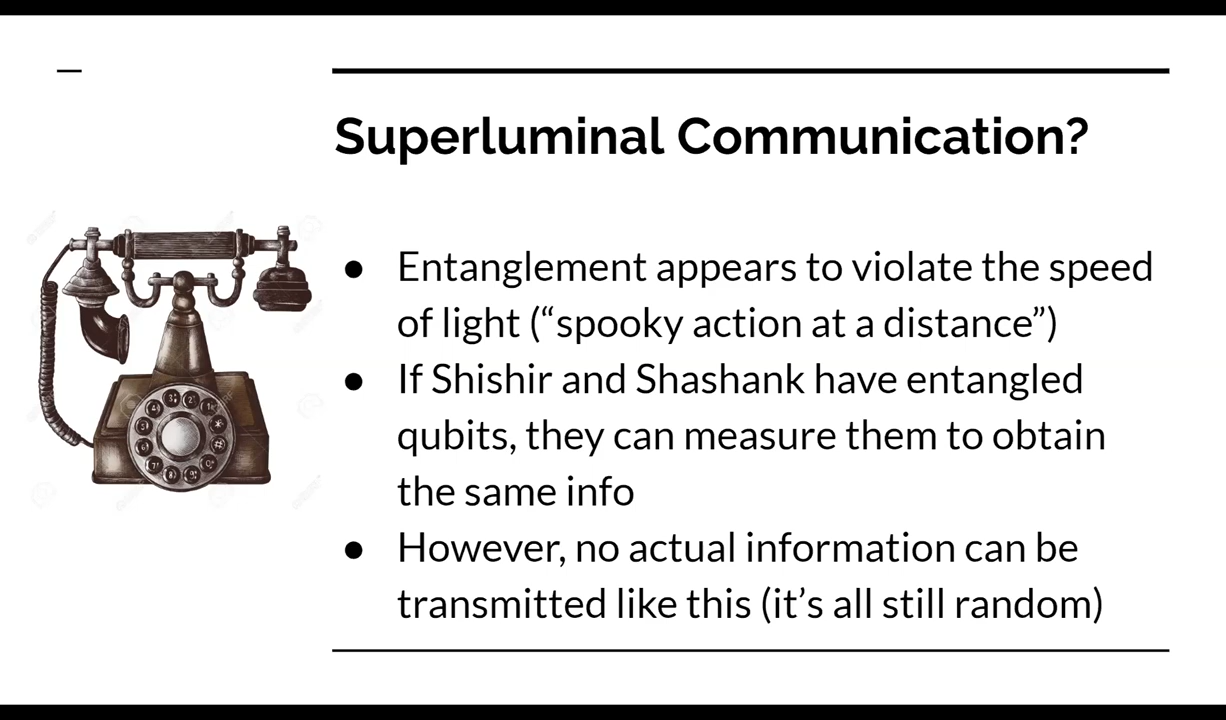 Superluminal Communication?
● Entanglement appears to violate the speed
of light (“spooky action at a distance”)
● If Shishir and Shashank have entangled
qubits, they can measure them to obtain
the same info
● However, no actual information can be
transmitted like this (it’s all still random)